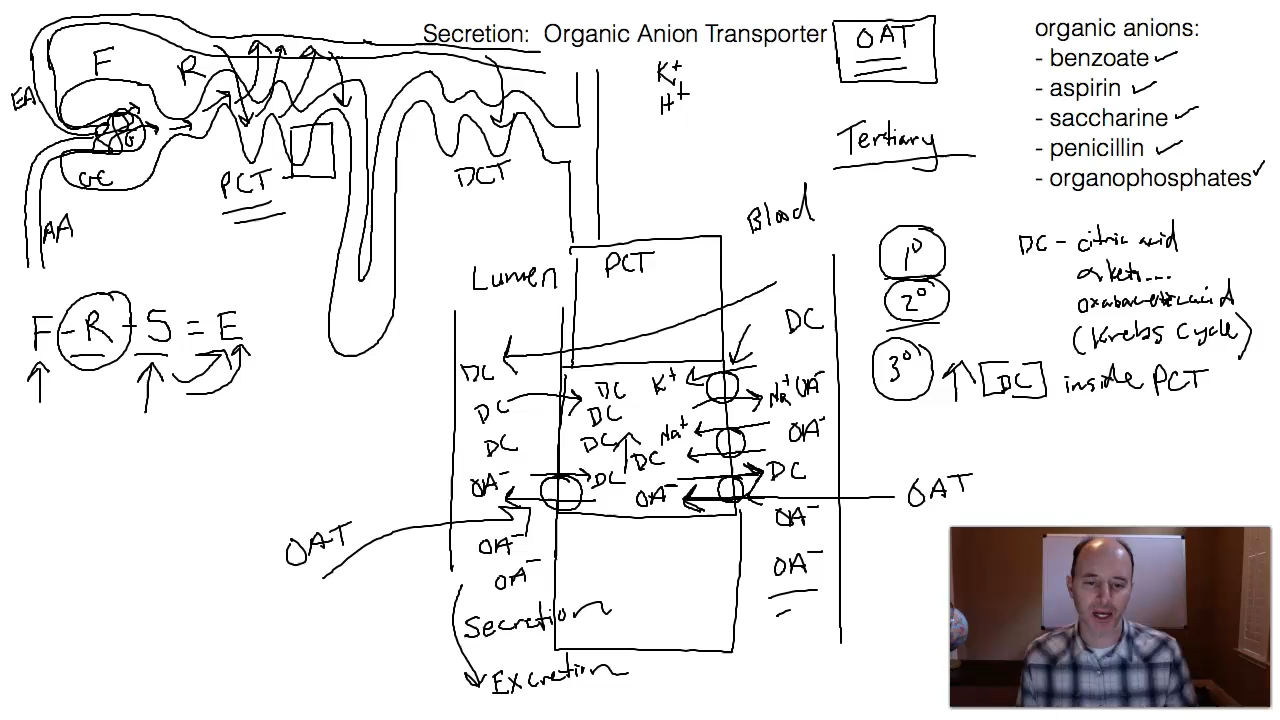 Secretion: Organic Anion Transporter
OAT
organic anions:
- benzoate
- aspirin
- saccharine
- penicillin
- organophosphates
K+
H+
Tertiary
EA
F
R
G
GC
PCT
DCT
AA
F - R - S = E
Blood
Lumen
PCT
1°
2°
3°
DC - citric acid
(Krebs Cycle)
↑ DC inside PCT
DC
DC
DC
DC
OA-
DC
DC
DC
DC
DC
K+
Na+
Na+
OA-
OA-
OA-
DC
OA-
OA-
OAT
OAT
OA-
OA-
Secretion
Excretion